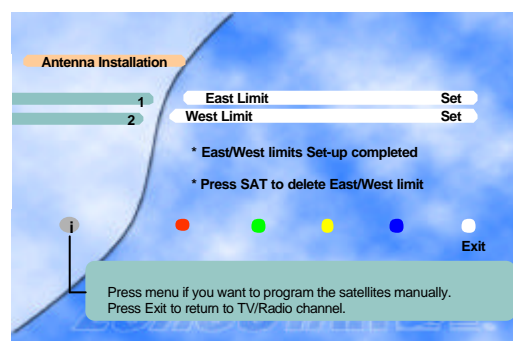 Antenna Installation
1 East Limit Set
2 West Limit Set
* East/West limits Set-up completed
* Press SAT to delete East/West limit
i
Exit
Press menu if you want to program the satellites manually.
Press Exit to return to TV/Radio channel.